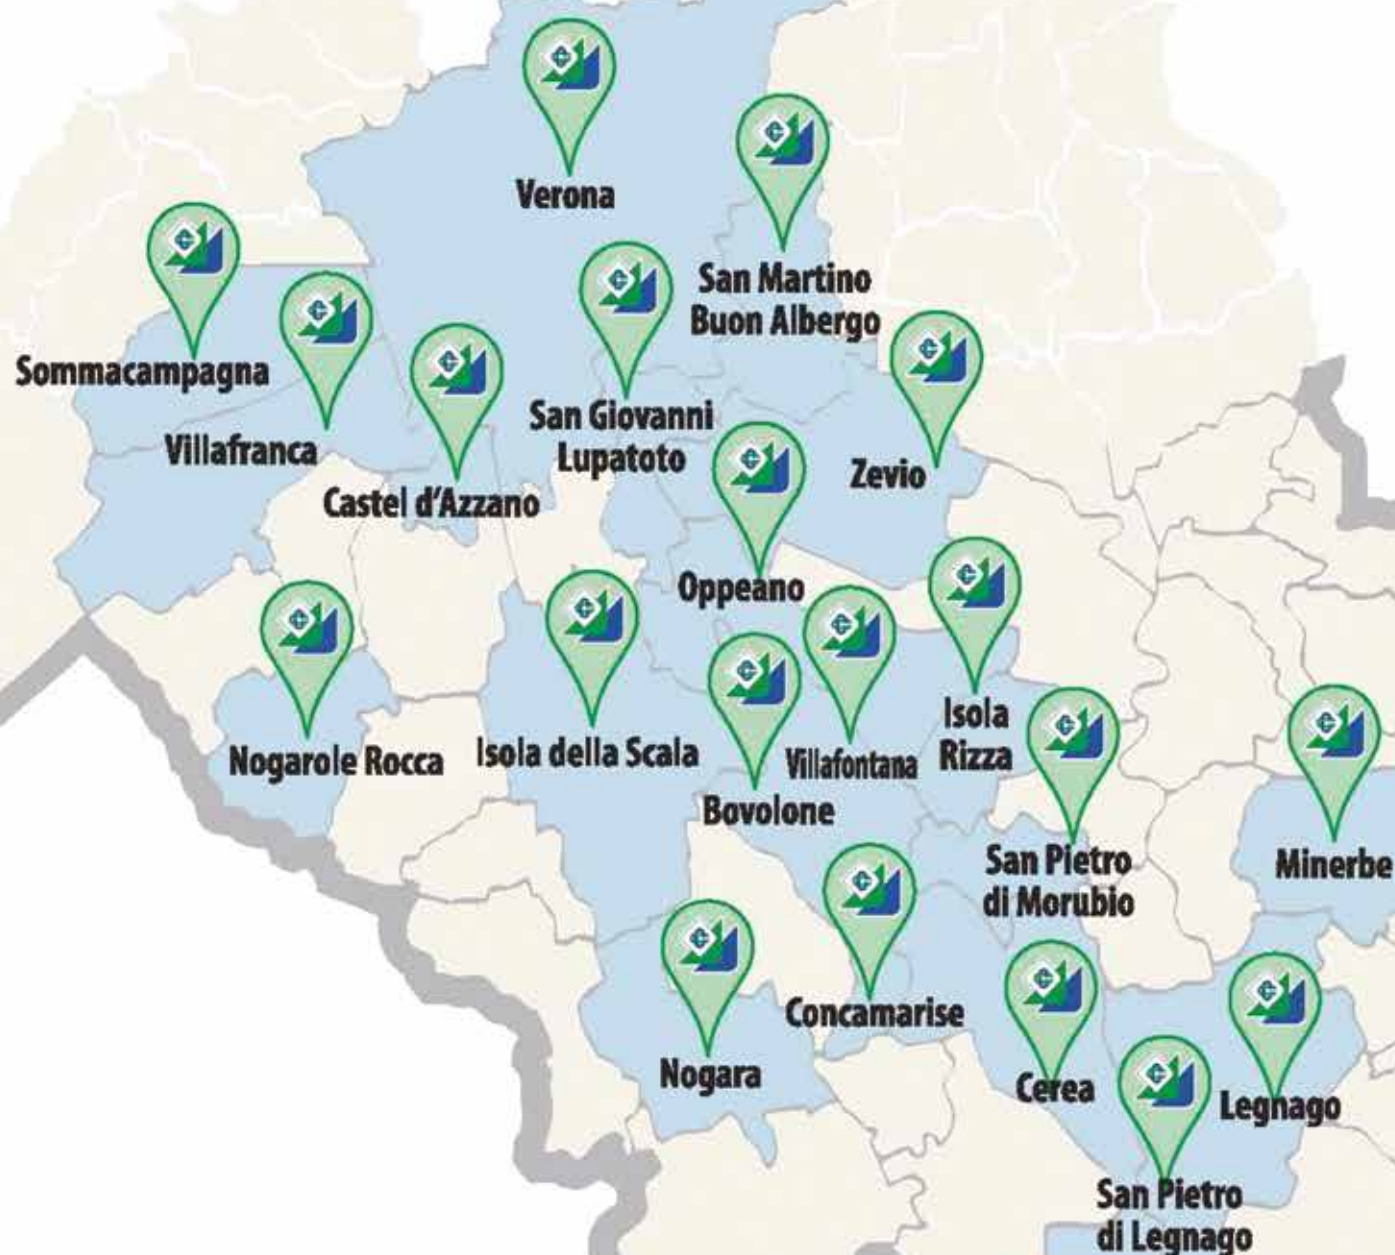 Verona
San Martino
Buon Albergo
Sommacampagna
San Giovanni
Lupatoto
Villafranca
Zevio
Castel d'Azzano
Oppeano
Isola
Rizza
Nogarole Rocca
Isola della Scala
Villafontana
Bovolone
San Pietro
di Morubio
Minerbe
Concamarise
Nogara
Cerea
Legnago
San Pietro
di Legnago